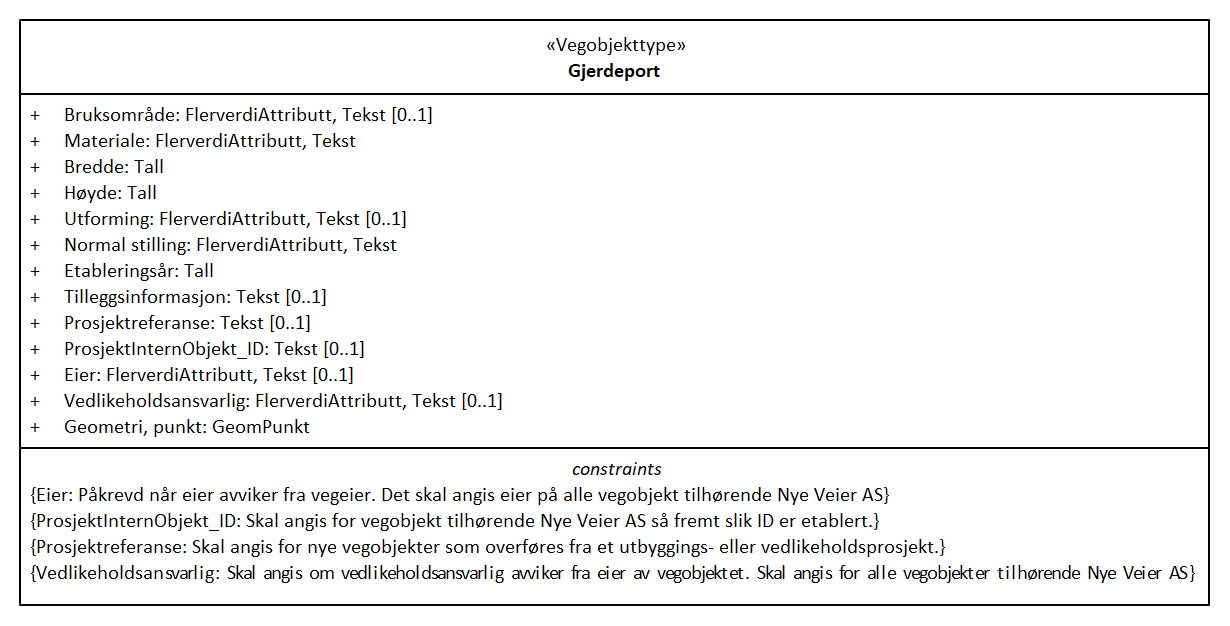 «Vegobjekttype»
Gjerdeport
+ Bruksområde: FlerverdiAttributt, Tekst [0..1]
+ Materiale: FlerverdiAttributt, Tekst
+ Bredde: Tall
+ Høyde: Tall
+ Utforming: FlerverdiAttributt, Tekst [0..1]
+ Normal stilling: FlerverdiAttributt, Tekst
+ Etableringsår: Tall
+ Tilleggsinformasjon: Tekst [0..1]
+ Prosjektreferanse: Tekst [0..1]
+ ProsjektInternObjekt_ID: Tekst [0..1]
+ Eier: FlerverdiAttributt, Tekst [0..1]
+ Vedlikeholdsansvarlig: FlerverdiAttributt, Tekst [0..1]
+ Geometri, punkt: GeomPunkt
constraints
{Eier: Påkrevd når eier avviker fra vegeier. Det skal angis eier på alle vegobjekt tilhørende Nye Veier AS}
{ProsjektInternObjekt_ID: Skal angis for vegobjekt tilhørende Nye Veier AS så fremt slik ID er etablert.}
{Prosjektreferanse: Skal angis for nye vegobjekter som overføres fra et utbyggings- eller vedlikeholdsprosjekt.}
{Vedlikeholdsansvarlig: Skal angis om vedlikeholdsansvarlig avviker fra eier av vegobjektet. Skal angis for alle vegobjekter tilhørende Nye Veier AS}